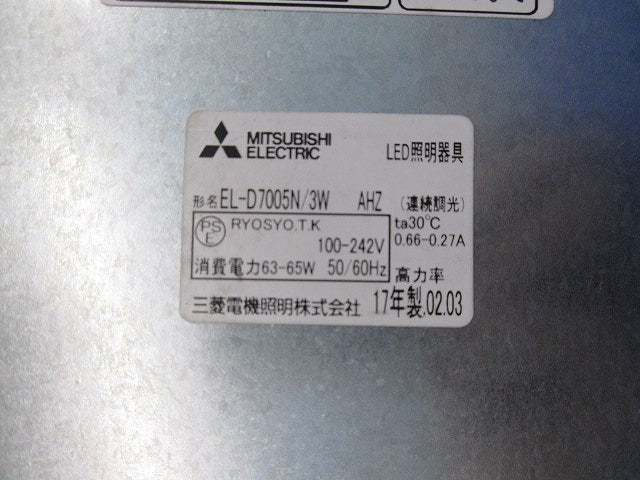 MITSUBISHI
ELECTRIC
LED照明器具
形名 EL-D7005N/3W AHZ (連続調光)
PS
E
RYOSYO.T.K
ta30℃
100-242V
0.66-0.27A
消費電力63-65W 50/60Hz
高力率
三菱電機照明株式会社 17年製,02.03